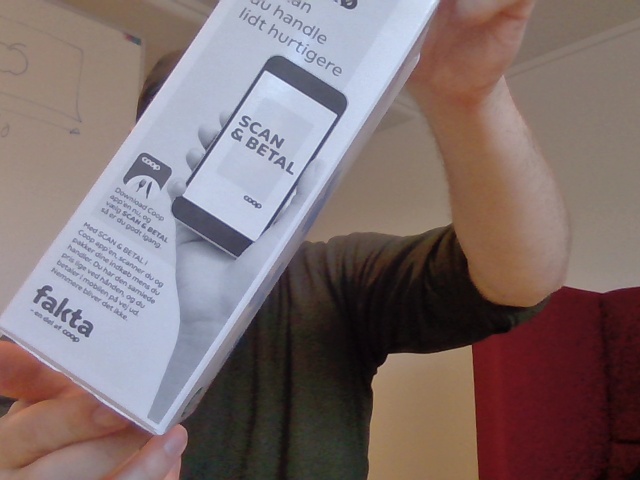 kan
du handle
lidt hurtigere
SCAN
& BETAL
coop
coop
Download Coop
app'en nu, og
vælg SCAN & BETAL
så er du godt igang.
Med SCAN & BETAL i
Coop app'en, scanner du og
pakker dine indkøb mens du
handler. Du har den samlede
pris lige ved hånden, og du
betaler i mobilen på vej ud.
Nemmere bliver det ikke.
fakta
- en del af coop